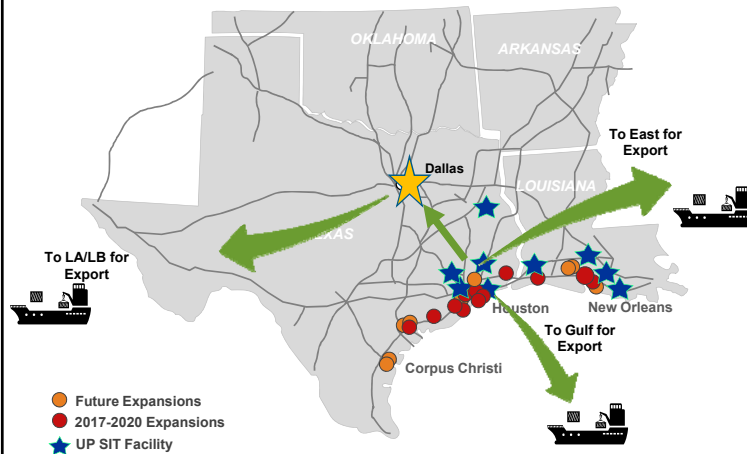 OKLAHOMA
ARKANSAS
To East for
Export
Dallas
LOUISIANA
To LA/LB for
Export
Houston
New Orleans
To Gulf for
Export
Corpus Christi
Future Expansions
2017-2020 Expansions
UP SIT Facility